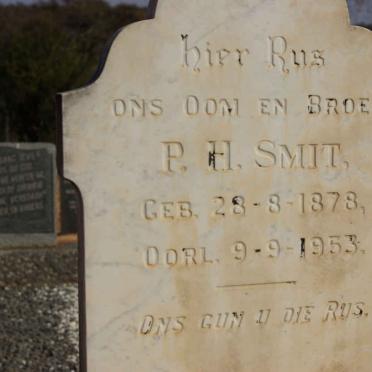 Hier Rus
ONS OOM EN BROE
P. H. SMIT,
GEB. 28-8-1878,
OORL. 9-9-1953.
ONS GUN U DIE RUS.